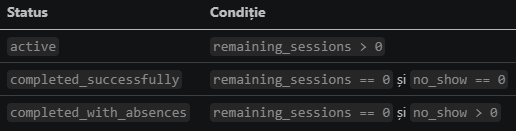 Status Condiție
active remaining_sessions > 0
completed_successfully remaining_sessions == 0 și no_show == 0
completed_with_absences remaining_sessions == 0 și no_show > 0